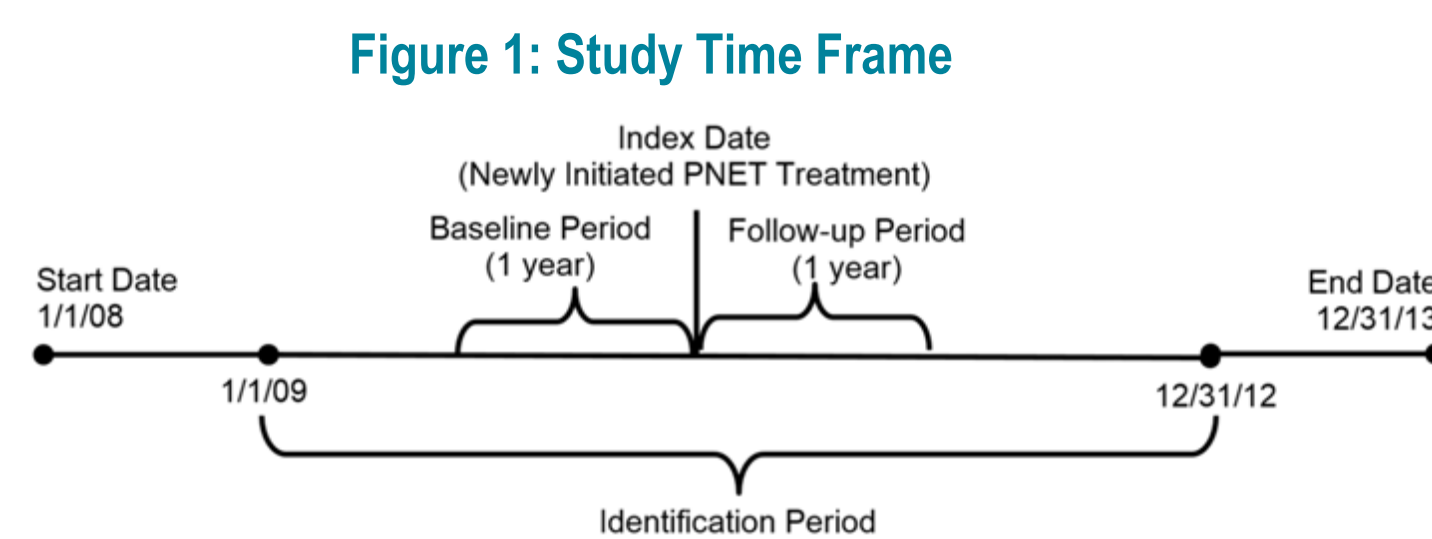 Figure 1: Study Time Frame
Index Date
(Newly Initiated PNET Treatment)
Baseline Period
(1 year)
Follow-up Period
(1 year)
Start Date
1/1/08
End Date
12/31/13
1/1/09
12/31/12
Identification Period